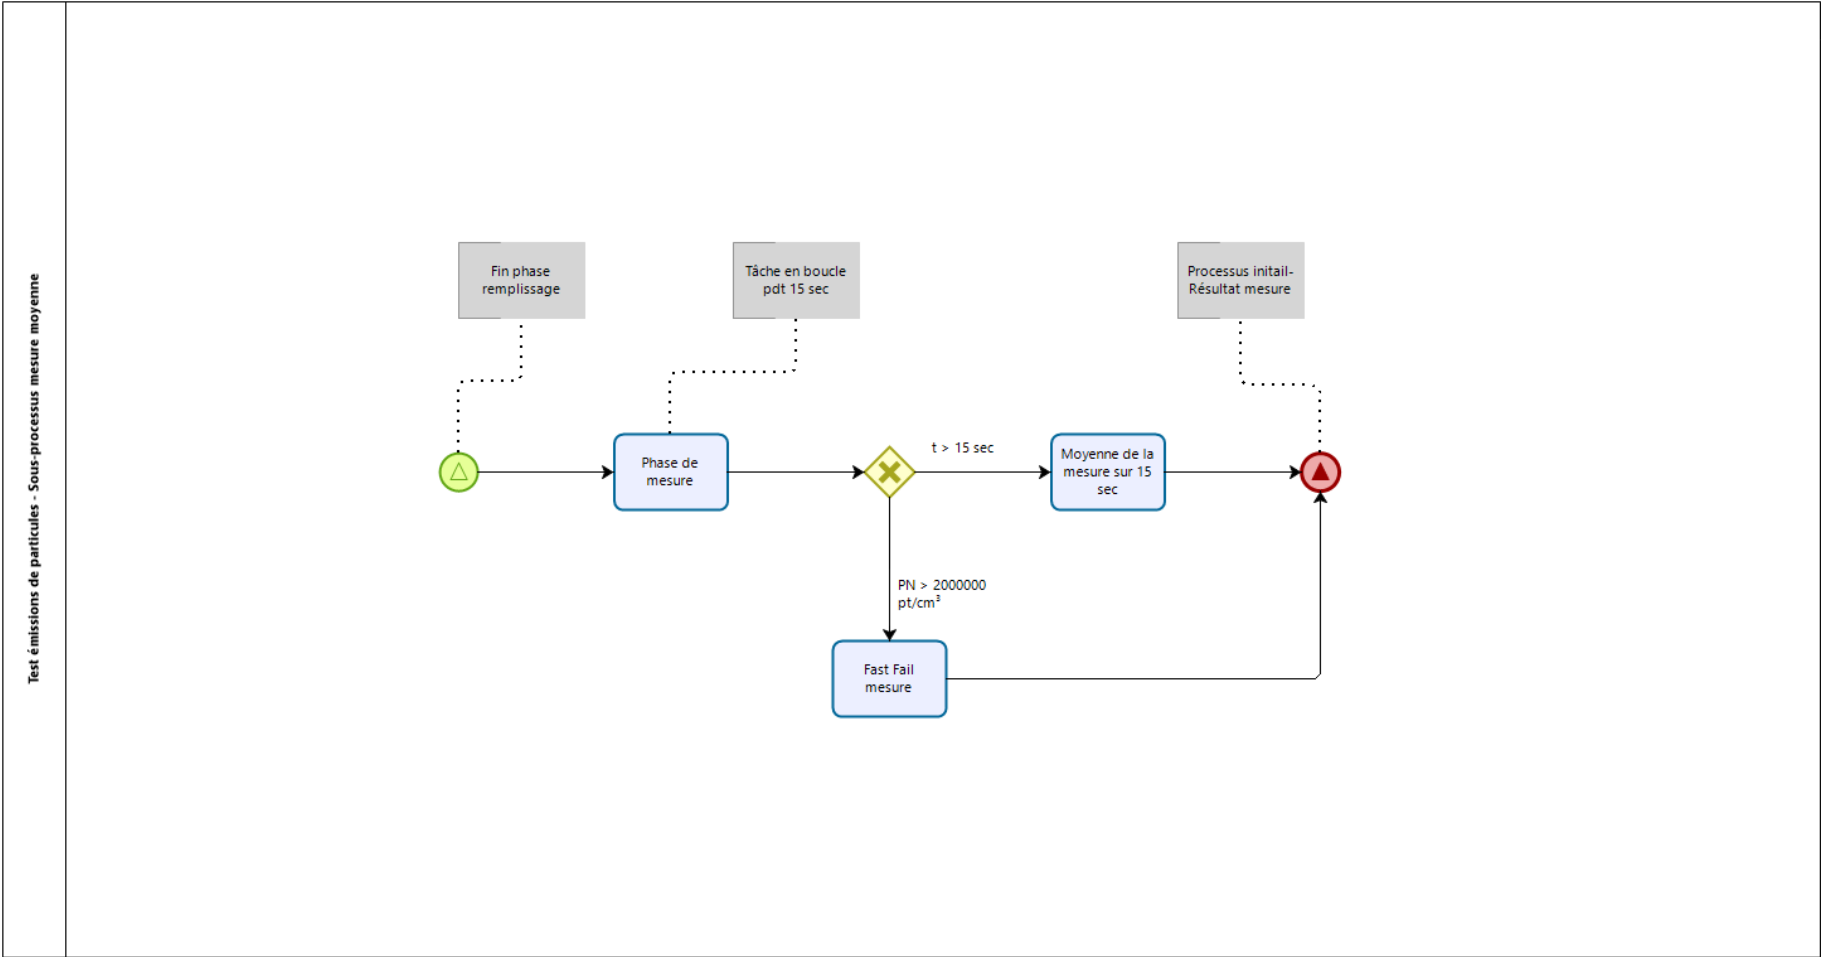 Test émissions de particules - Sous-processus mesure moyenne
Fin phase
remplissage
Tâche en boucle
pdt 15 sec
Processus initail-
Résultat mesure
Phase de
mesure
t > 15 sec
Moyenne de la
mesure sur 15
sec
PN > 2000000
pt/cm³
Fast Fail
mesure